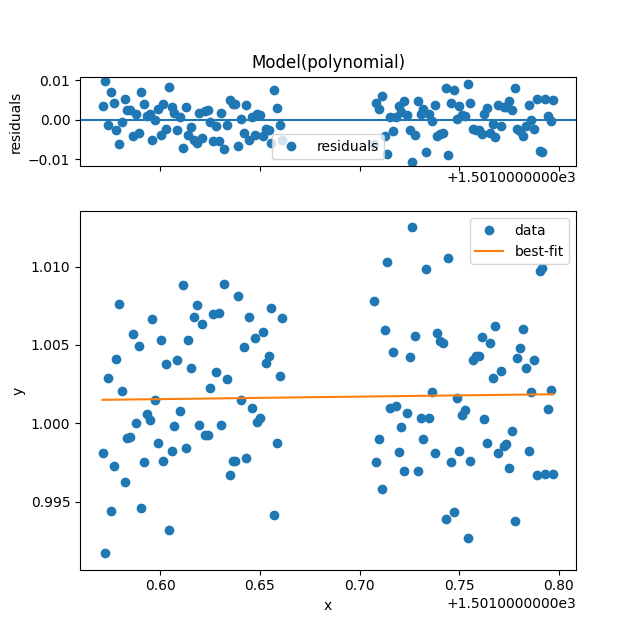 Model(polynomial)
0.01
0.00
−0.01
residuals
residuals
+1.5010000000e3
1.010
1.005
1.000
0.995
y
data
best-fit
0.60
0.65
0.70
0.75
0.80
x
+1.5010000000e3